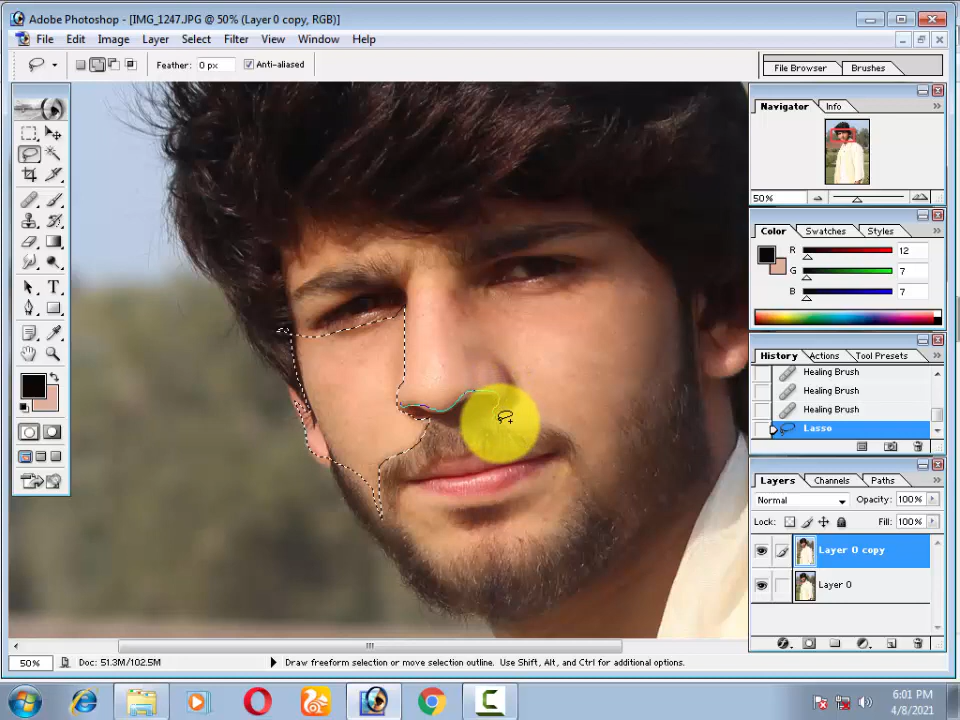 Adobe Photoshop - [IMG_1247.JPG @ 50% (Layer 0 copy, RGB)]
File Edit Image Layer Select Filter View Window Help
Feather: 0 px Anti-aliased File Browser Brushes
Navigator Info
50%
Color Swatches Styles
R 12
G 7
B 7
History Actions Tool Presets
Healing Brush
Healing Brush
Healing Brush
Lasso
Layers Channels Paths
Normal Opacity: 100%
Lock: Fill: 100%
Layer 0 copy
Layer 0
50% Doc: 51.3M/102.5M Draw freeform selection or move selection outline. Use Shift, Alt, and Ctrl for additional options.
6:01 PM
4/8/2021